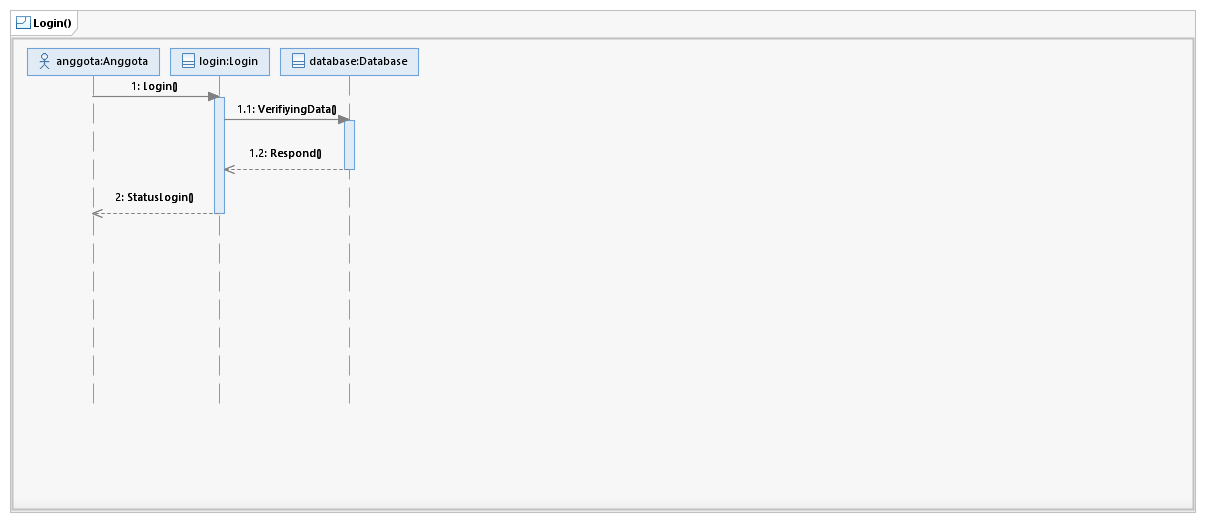 Login()
anggota:Anggota
login:Login
database:Database
1: Login()
1.1: VerifiyingData()
1.2: Respond()
2: StatusLogin()